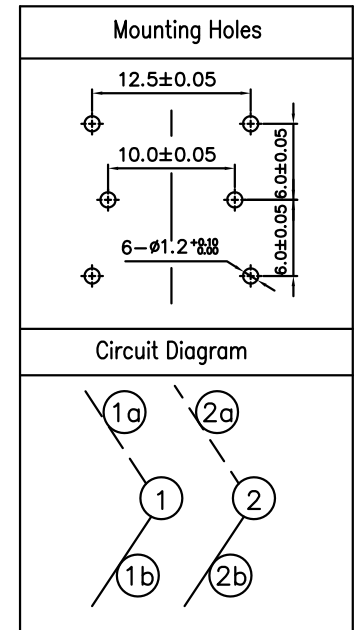 Mounting Holes
12.5±0.05
10.0±0.05
6.0±0.05
6.0±0.05
6-ø1.2 +0.10 0.00
Circuit Diagram
1a 2a
1 2
1b 2b